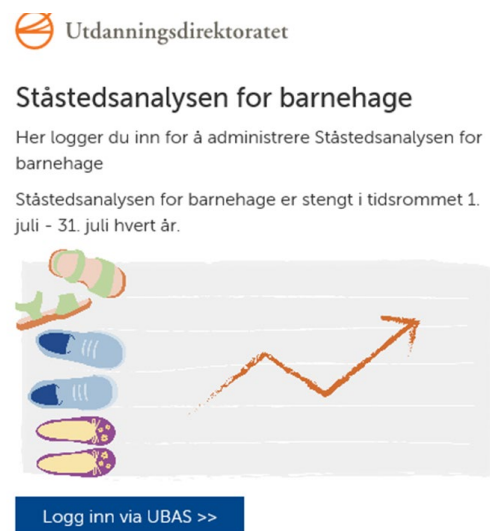 Utdanningsdirektoratet
Ståstedsanalysen for barnehage
Her logger du inn for å administrere Ståstedsanalysen for
barnehage
Ståstedsanalysen for barnehage er stengt i tidsrommet 1.
juli - 31. juli hvert år.
Logg inn via UBAS >>